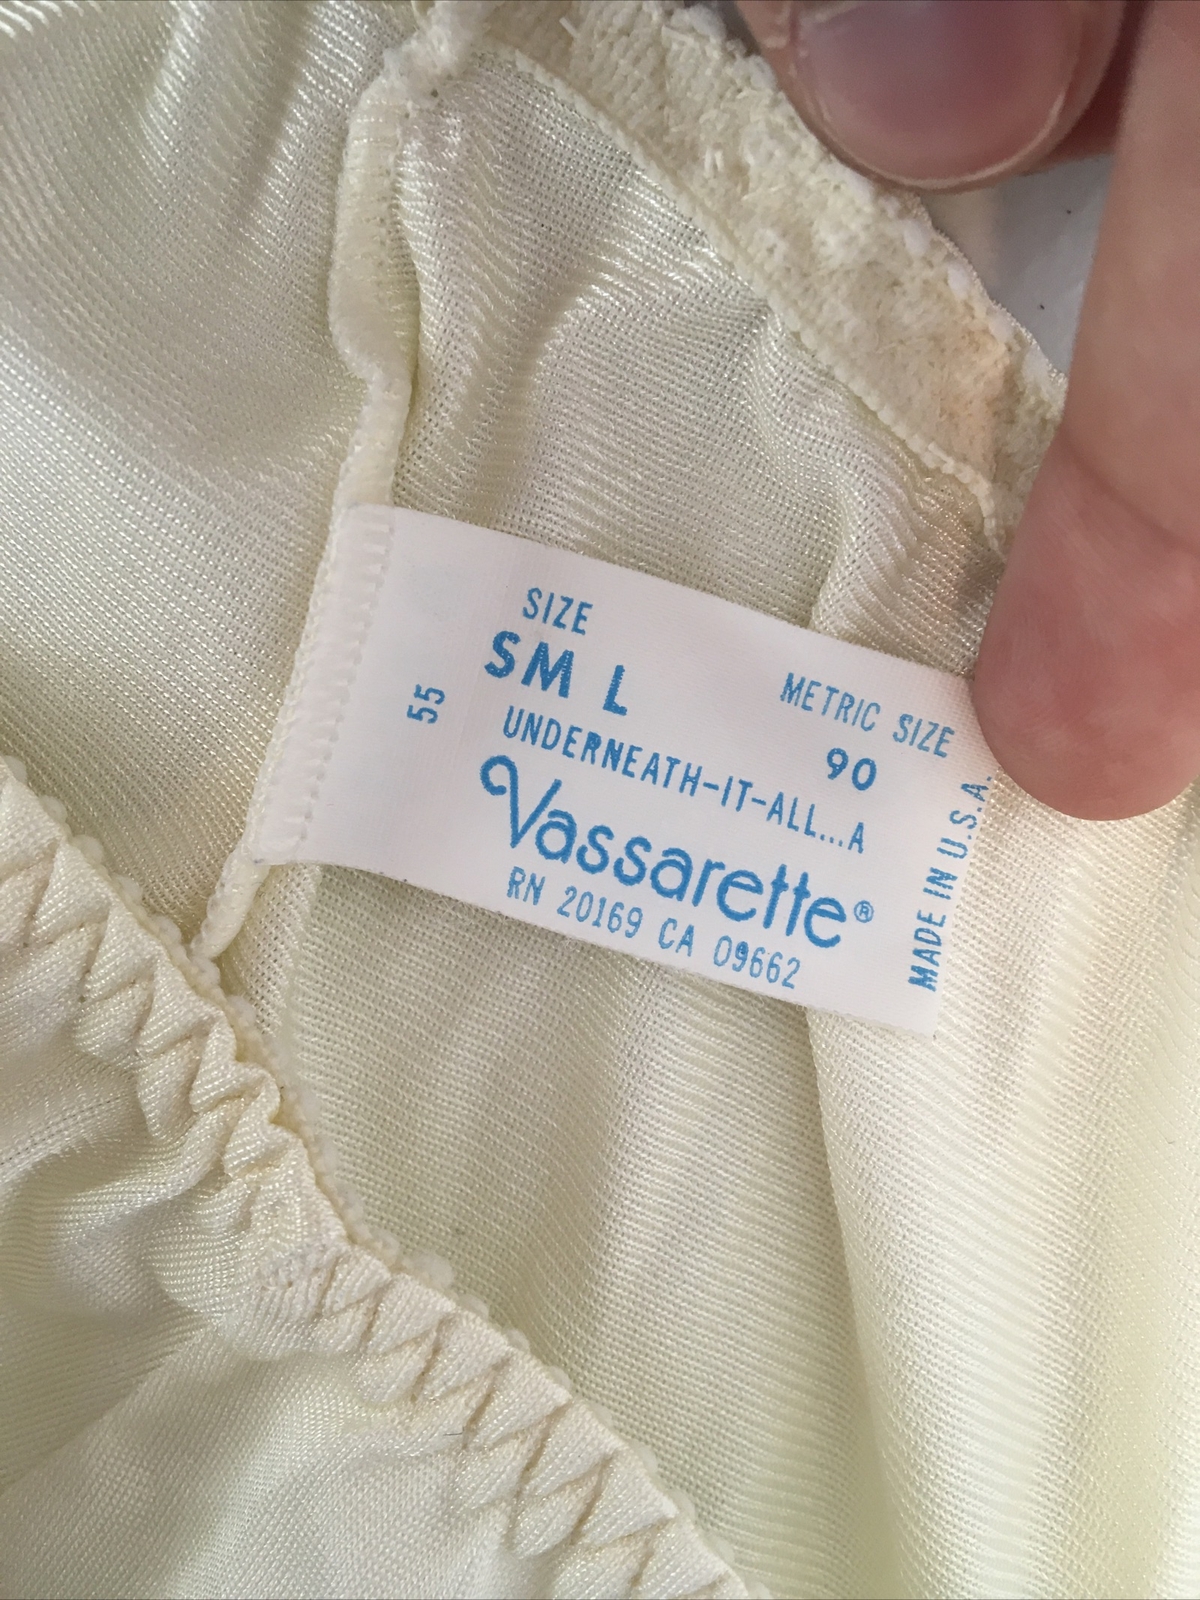 SIZE
SM L
METRIC SIZE
90
55
UNDERNEATH-IT-ALL...A
Vassarette®
RN 20169 CA 09662
MADE IN U.S.A.